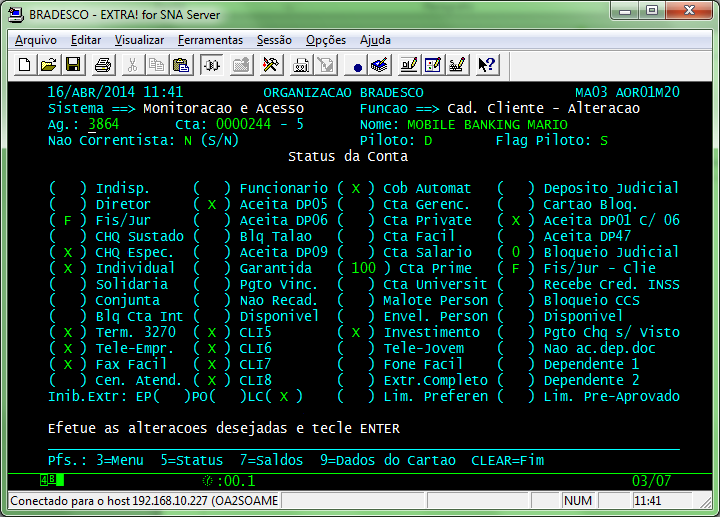 BRADESCO - EXTRA! for SNA Server
Arquivo Editar Visualizar Ferramentas Sessão Opções Ajuda
16/ABR/2014 11:41 ORGANIZACAO BRADESCO MA03 AOR01M20
Sistema ==> Monitoracao e Acesso Funcao ==> Cad. Cliente - Alteracao
Ag.: 3864 Cta: 0000244 - 5 Nome: MOBILE BANKING MARIO
Nao Correntista: N (S/N) Piloto: D Flag Piloto: S
Status da Conta
( ) Indisp. ( ) Funcionario ( X ) Cob Automat ( ) Deposito Judicial
( ) Diretor ( X ) Aceita DP05 ( ) Cta Gerenc. ( ) Cartao Bloq.
( F ) Fis/Jur ( ) Aceita DP06 ( ) Cta Private ( X ) Aceita DP01 C/ 06
( ) CHQ Sustado ( ) Blq Talao ( ) Cta Facil ( ) Aceita DP47
( X ) CHQ Espec. ( ) Aceita DP09 ( ) Cta Salario ( 0 ) Bloqueio Judicial
( X ) Individual ( ) Garantida ( 100 ) Cta Prime ( F ) Fis/Jur - Clie
( ) Solidaria ( ) Pgto Vinc. ( ) Cta Universit ( ) Recebe Cred. INSS
( ) Conjunta ( ) Nao Recad. ( ) Malote Person ( ) Bloqueio CCS
( ) Blq Cta Int ( ) Disponivel ( ) Envel. Person ( ) Disponivel
( X ) Term. 3270 ( X ) CLI5 ( X ) Investimento ( ) Pgto Chq s/ Visto
( X ) Tele-Empr. ( X ) CLI6 ( ) Tele-Jovem ( ) Nao ac.dep.doc
( X ) Fax Facil ( X ) CLI7 ( ) Fone Facil ( ) Dependente 1
( ) Cen. Atend. ( X ) CLI8 ( ) Extr.Completo ( ) Dependente 2
Inib.Extr: EP( )PO( )LC( X ) ( ) Lim. Preferen ( ) Lim. Pre-Aprovado
Efetue as alteracoes desejadas e tecle ENTER
Pfs.: 3=Menu 5=Status 7=Saldos 9=Dados do Cartao CLEAR=Fim
4B :00.1 03/07
Conectado para o host 192.168.10.227 (OA2SOAME NUM 11:41